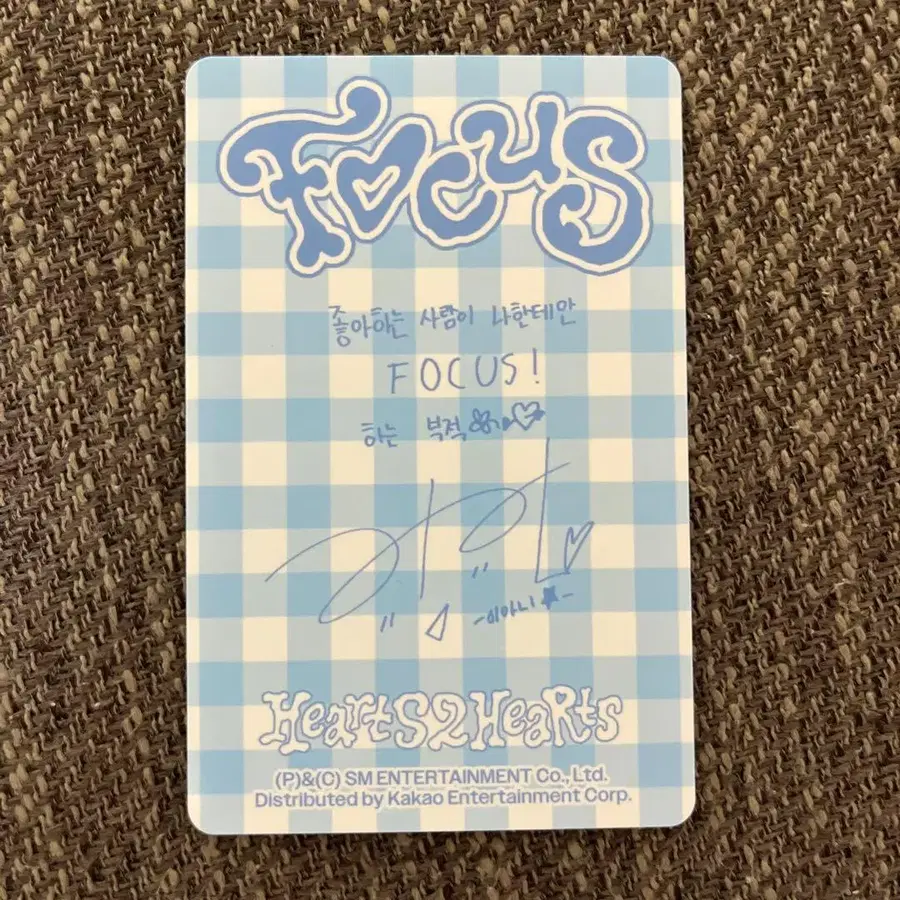 FOCUS
좋아하는 사람이 나한테만
FOCUS!
하는 부적
-이아니★-
Hearts2Hearts
(P)&(C) SM ENTERTAINMENT Co., Ltd.
Distributed by Kakao Entertainment Corp.